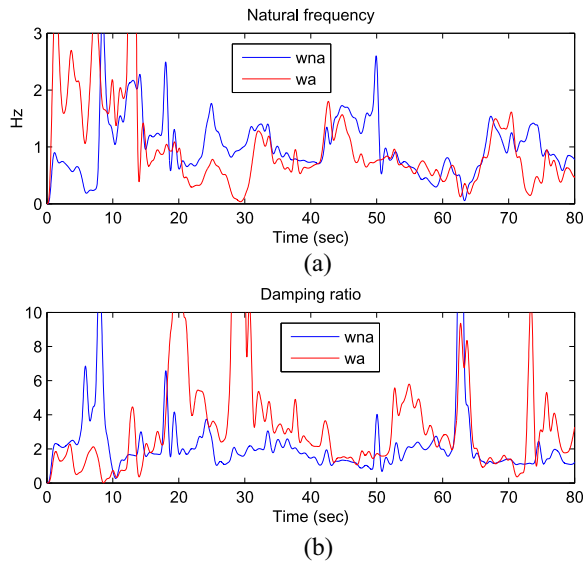 Natural frequency
3
2
1
0
Hz
wna
wa
0 10 20 30 40 50 60 70 80
Time (sec)
(a)
Damping ratio
10
8
6
4
2
0
wna
wa
0 10 20 30 40 50 60 70 80
Time (sec)
(b)